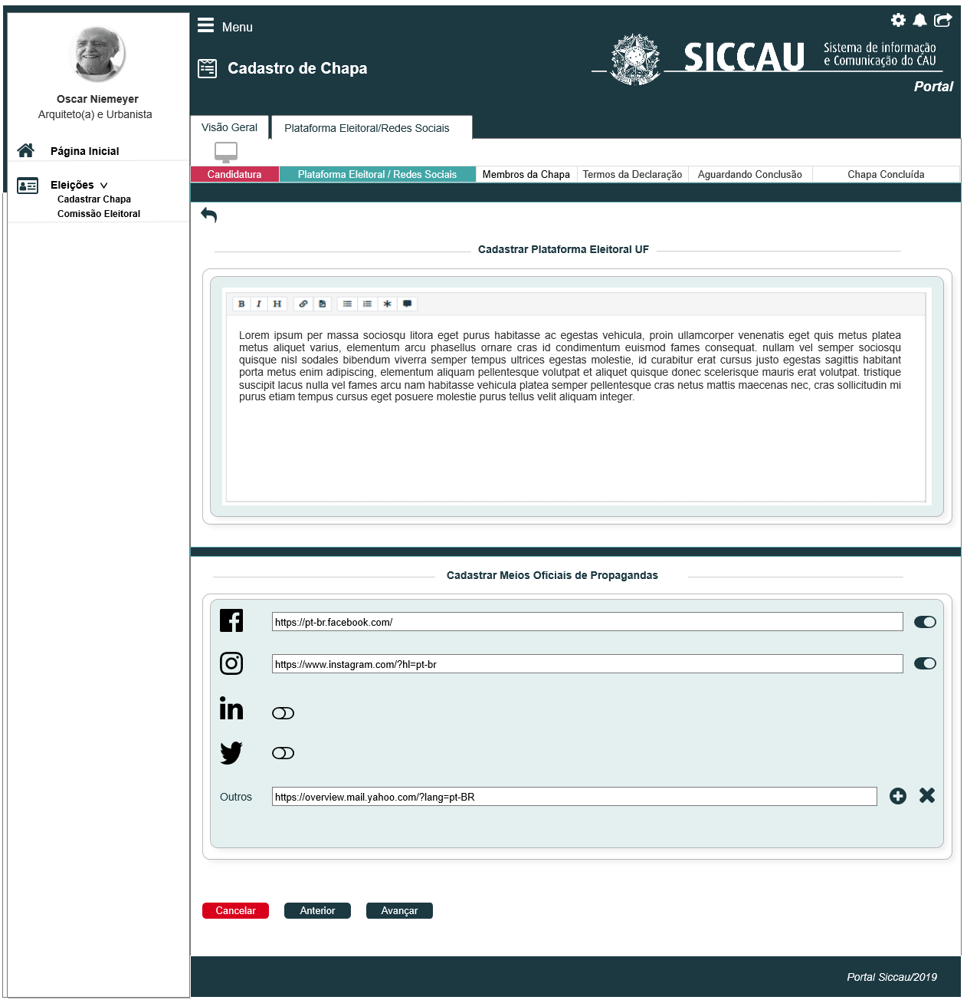 Menu
Cadastro de Chapa
SICCAU
Sistema de informação
e Comunicação do CAU
Portal
Oscar Niemeyer
Arquiteto(a) e Urbanista
Página Inicial
Eleições
Cadastrar Chapa
Comissão Eleitoral
Visão Geral
Plataforma Eleitoral/Redes Sociais
Candidatura
Plataforma Eleitoral / Redes Sociais
Membros da Chapa
Termos da Declaração
Aguardando Conclusão
Chapa Concluída
Cadastrar Plataforma Eleitoral UF
B I H
Lorem ipsum per massa sociosqu litora eget purus habitasse ac egestas vehicula, proin ullamcorper venenatis eget quis metus platea
metus aliquet varius, elementum arcu phasellus ornare cras id condimentum euismod fames consequat. nullam vel semper sociosqu
quisque nisl sodales bibendum viverra semper tempus ultrices egestas molestie, id curabitur erat cursus justo egestas sagittis habitant
porta metus enim adipiscing, elementum aliquam pellentesque volutpat et aliquet quisque donec scelerisque mauris erat volutpat. tristique
suscipit lacus nulla vel fames arcu nam habitasse vehicula platea semper pellentesque cras netus mattis maecenas nec, cras sollicitudin mi
purus etiam tempus cursus eget posuere molestie purus tellus velit aliquam integer.
Cadastrar Meios Oficiais de Propagandas
https://pt-br.facebook.com/
https://www.instagram.com/?hl=pt-br
Outros
https://overview.mail.yahoo.com/?lang=pt-BR
Cancelar
Anterior
Avançar
Portal Siccau/2019